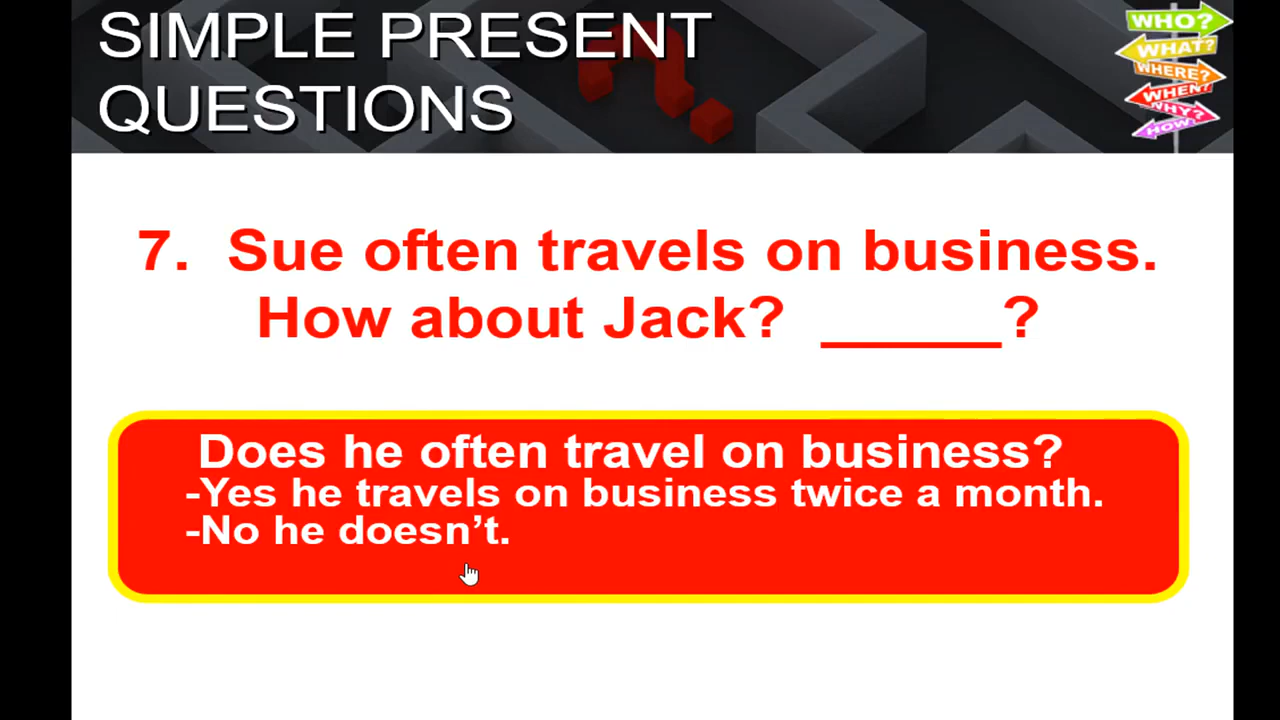 SIMPLE PRESENT
QUESTIONS
WHO?
WHAT?
WHERE?
WHEN?
WHY?
HOW
7. Sue often travels on business.
How about Jack? _____?
Does he often travel on business?
-Yes he travels on business twice a month.
-No he doesn’t.